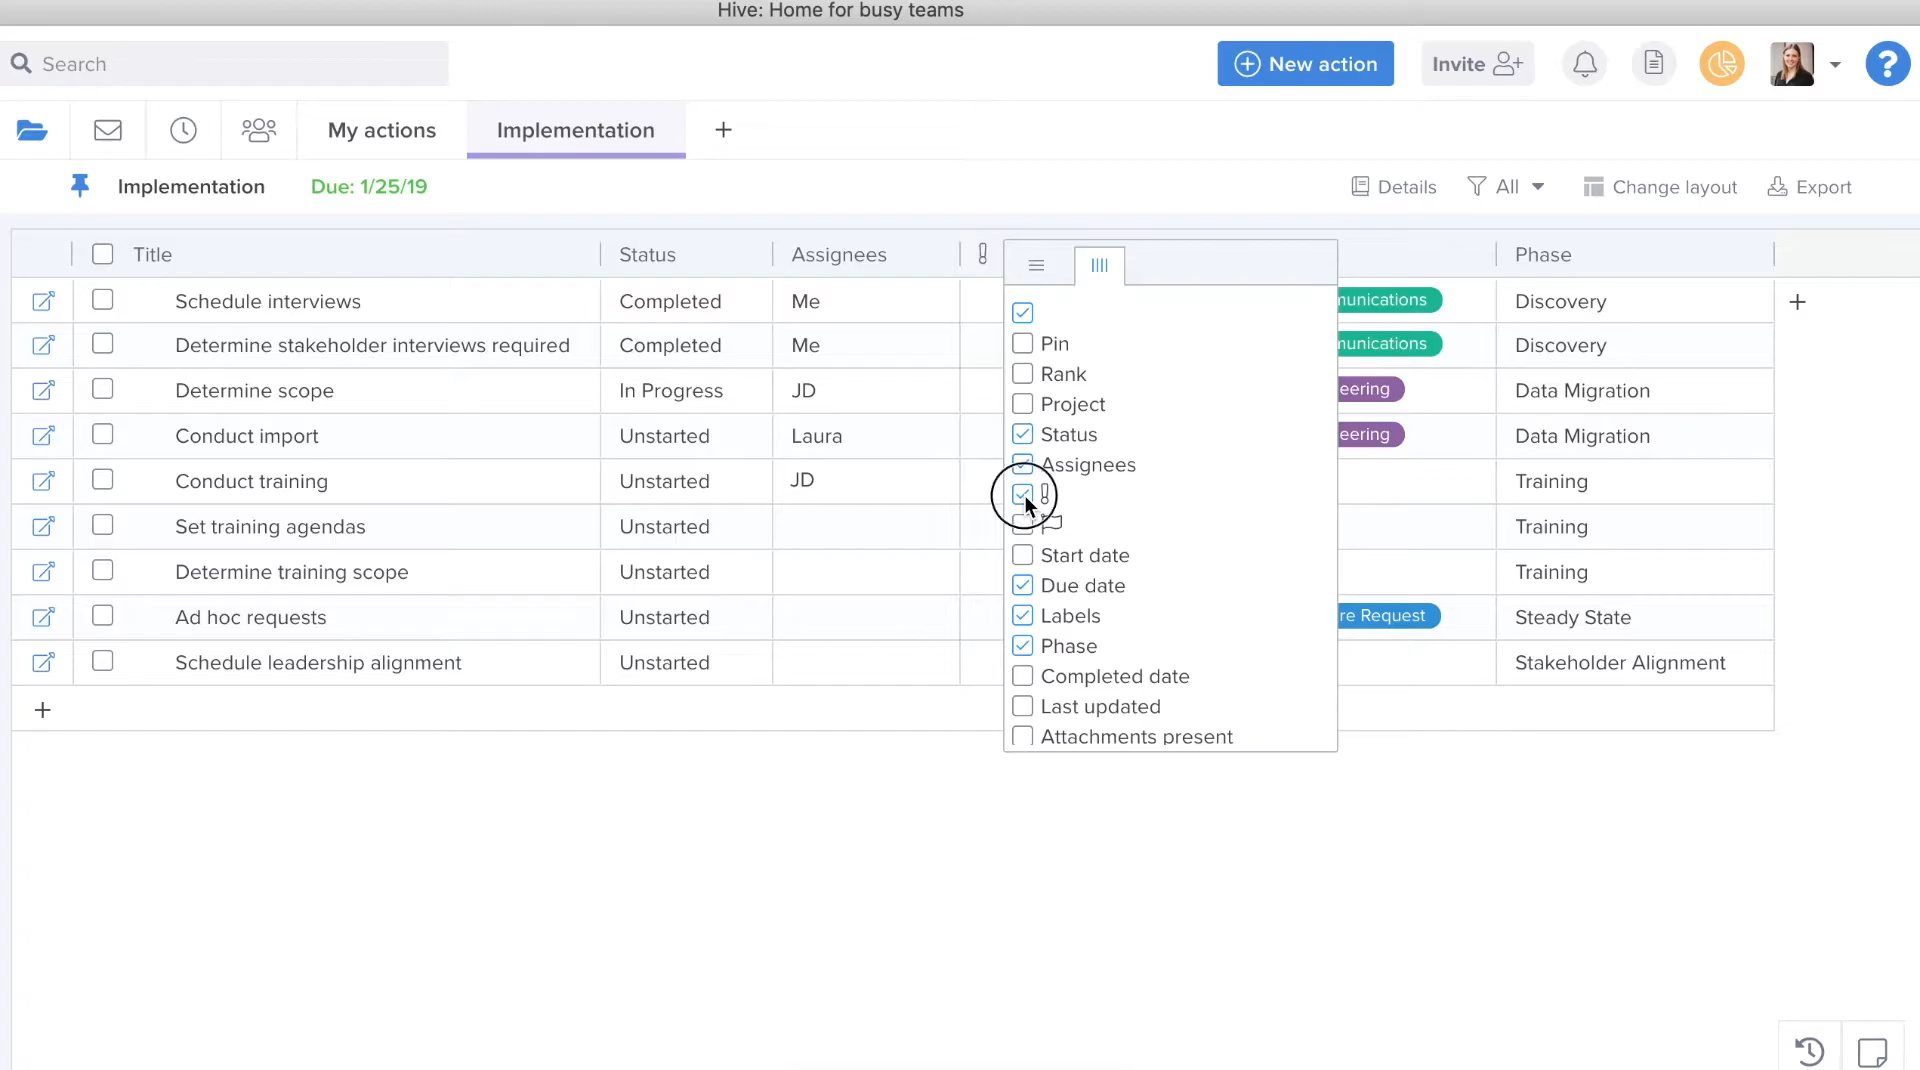 Hive: Home for busy teams
Search
New action
Invite
?
My actions
Implementation
+
Implementation
Due: 1/25/19
Details
All
Change layout
Export
Title
Status
Assignees
!
Phase
Schedule interviews
Completed
Me
munications
Discovery
+
Determine stakeholder interviews required
Completed
Me
munications
Discovery
Determine scope
In Progress
JD
eering
Data Migration
Conduct import
Unstarted
Laura
eering
Data Migration
Conduct training
Unstarted
JD
Training
Set training agendas
Unstarted
Training
Determine training scope
Unstarted
Training
Ad hoc requests
Unstarted
re Request
Steady State
Schedule leadership alignment
Unstarted
Stakeholder Alignment
+
Pin
Rank
Project
Status
Assignees
!
Start date
Due date
Labels
Phase
Completed date
Last updated
Attachments present